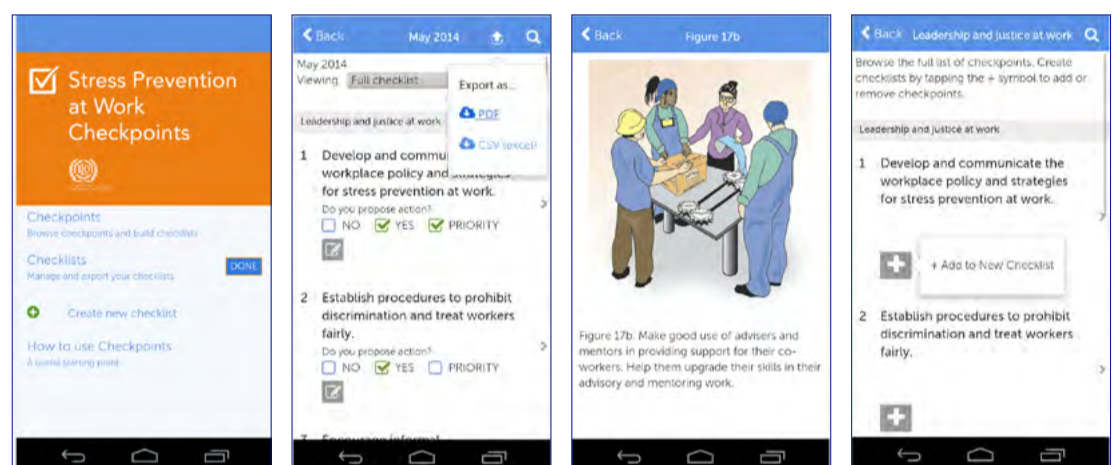 Stress Prevention
at Work
Checkpoints
Checkpoints
Browse checkpoints and build checklists
Checklists
Manage and export your checklists
DONE
Create new checklist
How to use Checkpoints
A useful starting point
Back
May 2014
May 2014
Viewing Full checklist
Export as...
PDF
CSV (excel)
Leadership and justice at work
1 Develop and commu
workplace policy and strategies
for stress prevention at work.
Do you propose action?
NO YES PRIORITY
2 Establish procedures to prohibit
discrimination and treat workers
fairly.
Do you propose action?
NO YES PRIORITY
3 Encourage informal
Back
Figure 17b
Figure 17b. Make good use of advisers and
mentors in providing support for their co-
workers. Help them upgrade their skills in their
advisory and mentoring work.
Back
Leadership and justice at work
Browse the full list of checkpoints. Create
checklists by tapping the + symbol to add or
remove checkpoints.
Leadership and justice at work
1 Develop and communicate the
workplace policy and strategies
for stress prevention at work.
+ Add to New Checklist
2 Establish procedures to prohibit
discrimination and treat workers
fairly.